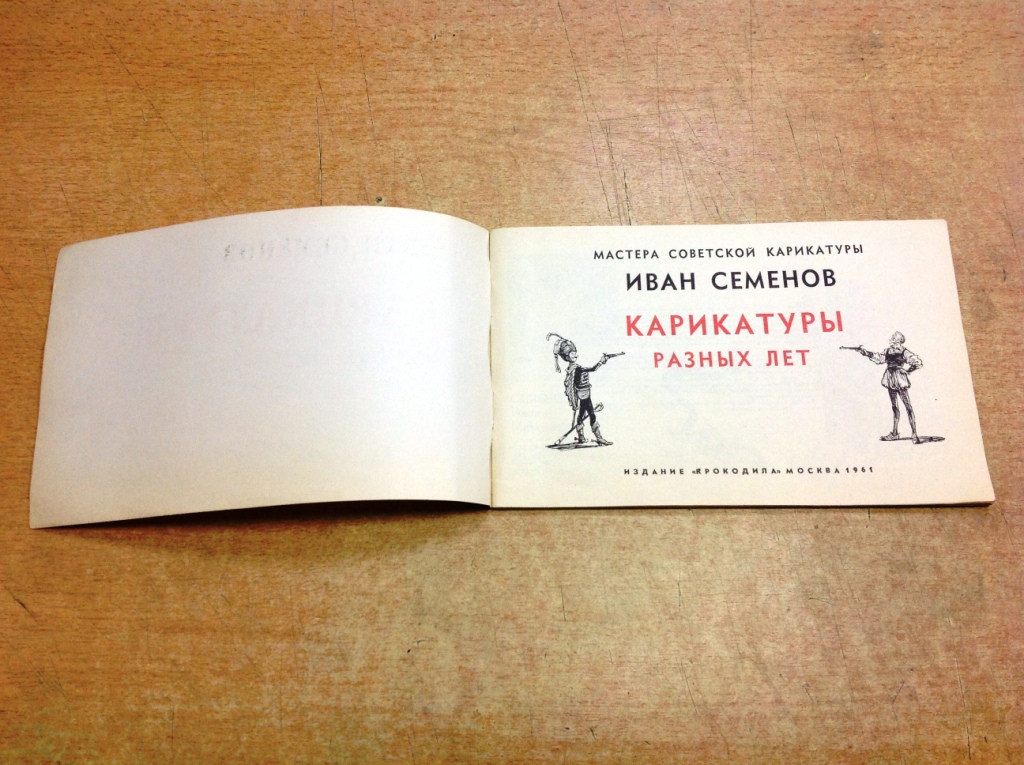 МАСТЕРА СОВЕТСКОЙ КАРИКАТУРЫ
ИВАН СЕМЕНОВ
КАРИКАТУРЫ
РАЗНЫХ ЛЕТ
ИЗДАНИЕ «КРОКОДИЛА» МОСКВА 1961